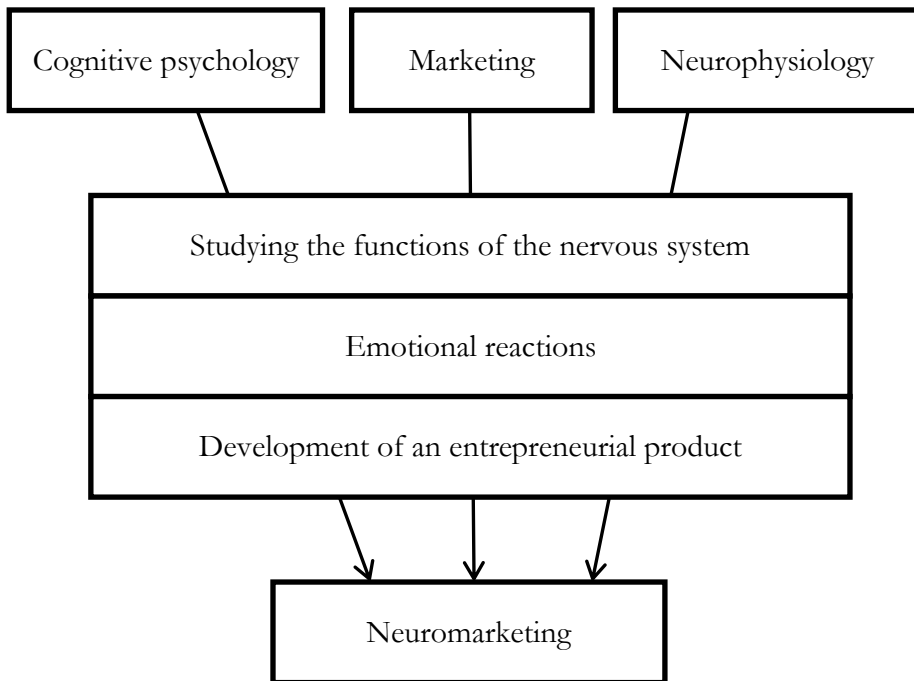 Cognitive psychology
Marketing
Neurophysiology
Studying the functions of the nervous system
Emotional reactions
Development of an entrepreneurial product
Neuromarketing